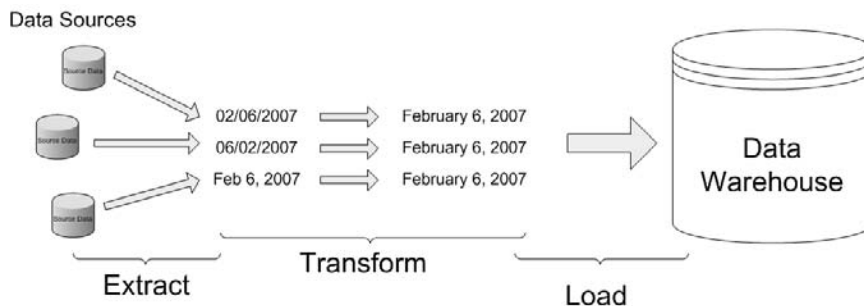 Data Sources
Source Data
Source Data
Source Data
02/06/2007
February 6, 2007
06/02/2007
February 6, 2007
Feb 6, 2007
February 6, 2007
Data
Warehouse
Extract
Transform
Load